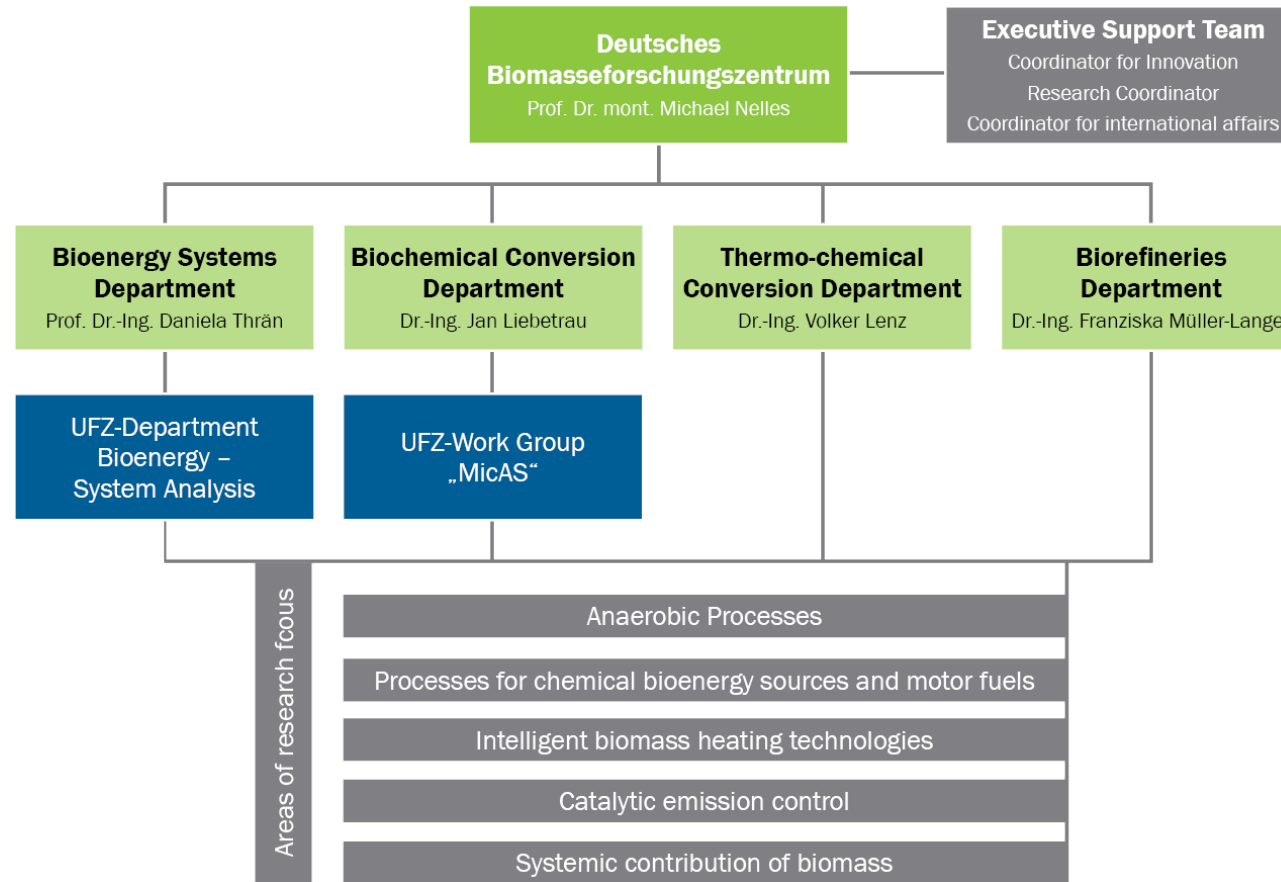 Deutsches
Biomasseforschungszentrum
Prof. Dr. mont. Michael Nelles
Executive Support Team
Coordinator for Innovation
Research Coordinator
Coordinator for international affairs
Bioenergy Systems
Department
Prof. Dr.-Ing. Daniela Thrän
Biochemical Conversion
Department
Dr.-Ing. Jan Liebetrau
Thermo-chemical
Conversion Department
Dr.-Ing. Volker Lenz
Biorefineries
Department
Dr.-Ing. Franziska Müller-Lange
UFZ-Department
Bioenergy –
System Analysis
UFZ-Work Group
„MicAS“
Areas of research fcous
Anaerobic Processes
Processes for chemical bioenergy sources and motor fuels
Intelligent biomass heating technologies
Catalytic emission control
Systemic contribution of biomass